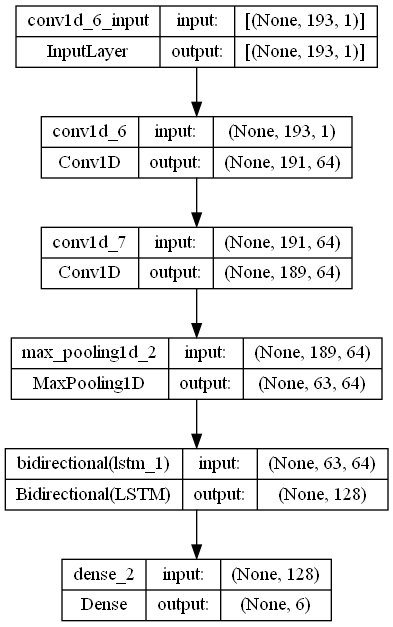 conv1d_6_input input: [(None, 193, 1)]
InputLayer output: [(None, 193, 1)]
conv1d_6 input: (None, 193, 1)
Conv1D output: (None, 191, 64)
conv1d_7 input: (None, 191, 64)
Conv1D output: (None, 189, 64)
max_pooling1d_2 input: (None, 189, 64)
MaxPooling1D output: (None, 63, 64)
bidirectional(lstm_1) input: (None, 63, 64)
Bidirectional(LSTM) output: (None, 128)
dense_2 input: (None, 128)
Dense output: (None, 6)